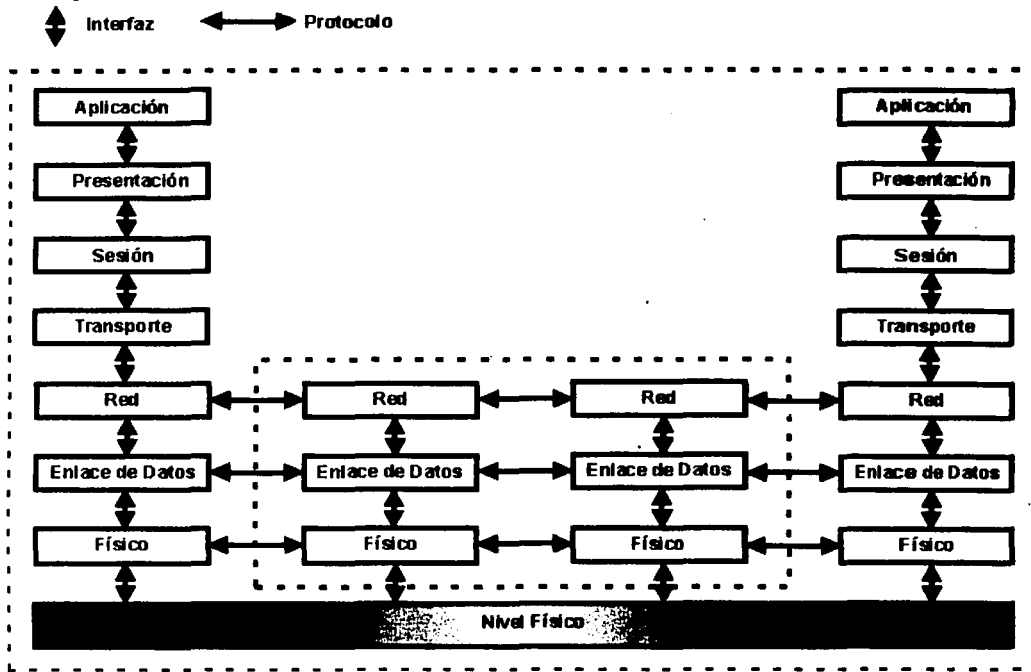 Interfaz Protocolo
Aplicación Aplicación
Presentación Presentación
Sesión Sesión
Transporte Transporte
Red Red Red Red
Enlace de Datos Enlace de Datos Enlace de Datos Enlace de Datos
Físico Físico Físico Físico
Nivel Físico